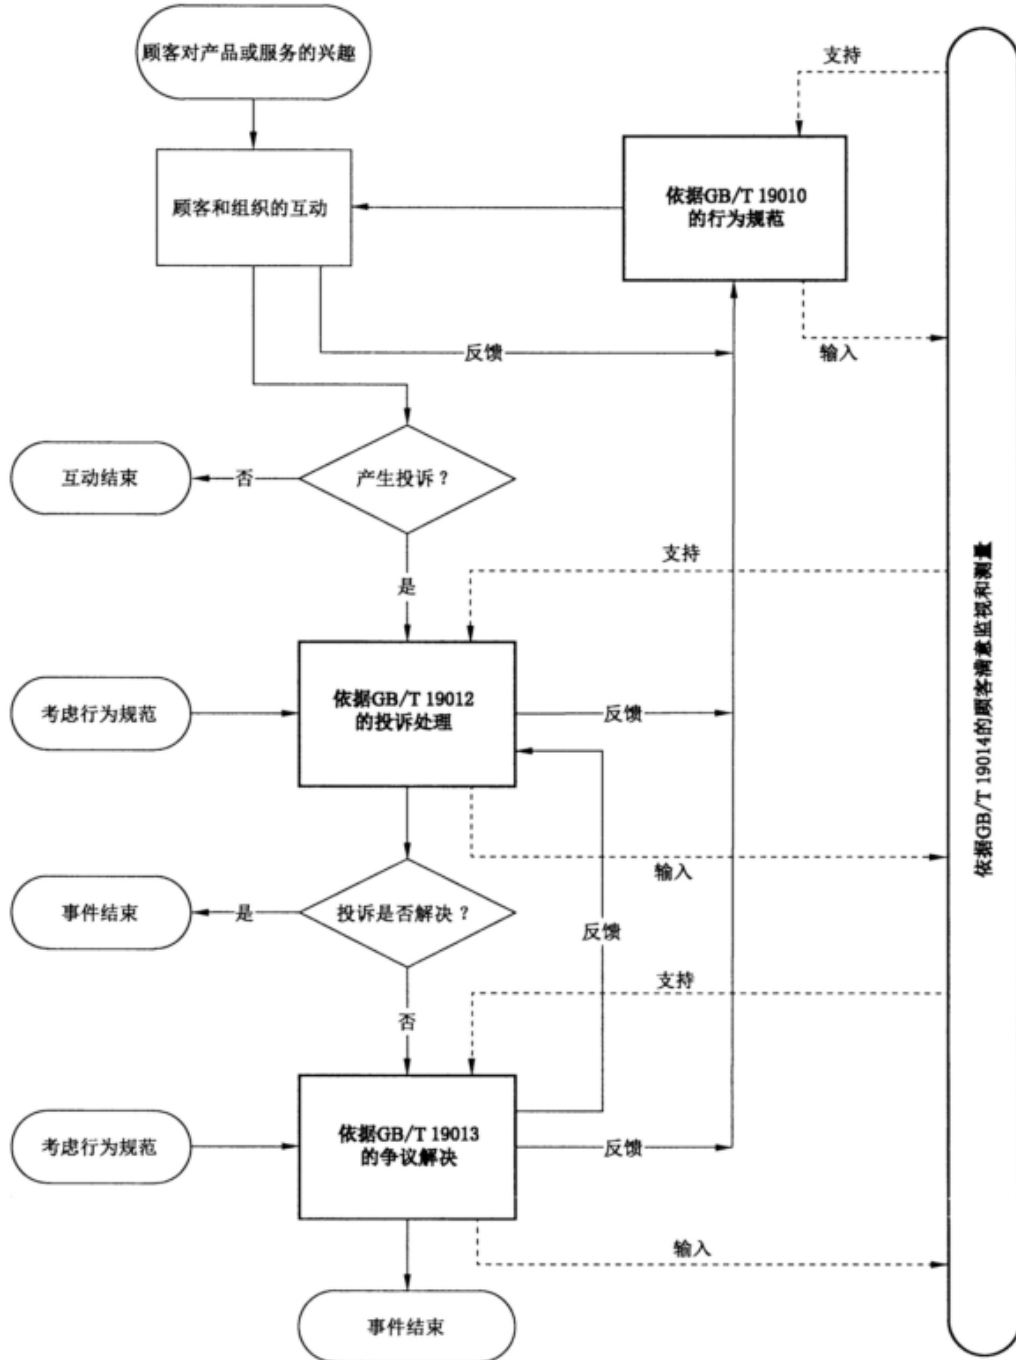 顾客对产品或服务的兴趣
支持
顾客和组织的互动
依据GB/T 19010
的行为规范
反馈
输入
互动结束
否
产生投诉？
支持
是
考虑行为规范
依据GB/T 19012
的投诉处理
反馈
输入
事件结束
是
投诉是否解决？
反馈
支持
否
考虑行为规范
依据GB/T 19013
的争议解决
反馈
输入
事件结束
依据GB/T 19014的顾客满意监视和测量